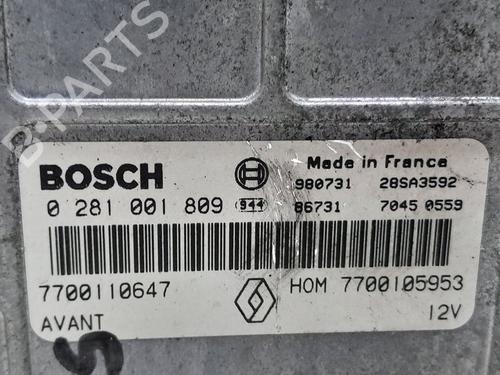 B-PARTS
BOSCH
Made in France
980731 28SA3592
0 281 001 809 944 86731 7045 0559
7700110647 HOM 7700105953
AVANT 12V